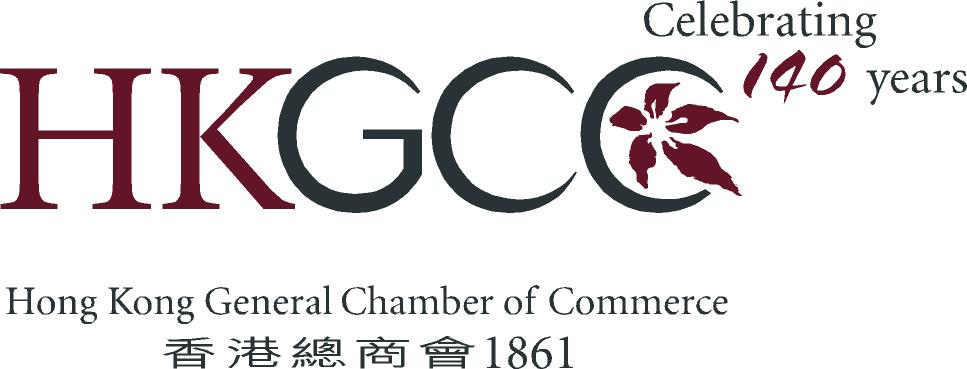 Celebrating
140 years
HKGCC
Hong Kong General Chamber of Commerce
香港總商會1861